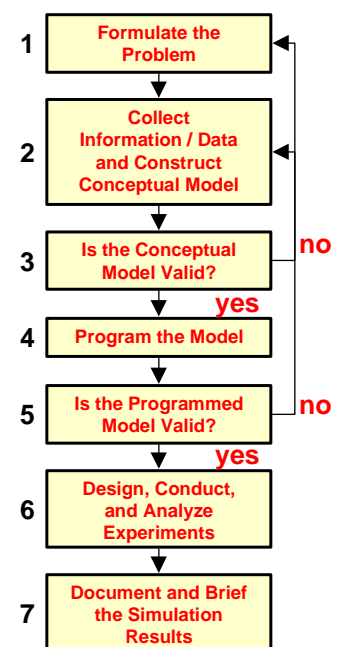 1
Formulate the
Problem
2
Collect
Information / Data
and Construct
Conceptual Model
3
Is the Conceptual
Model Valid?
no
yes
4
Program the Model
5
Is the Programmed
Model Valid?
no
yes
6
Design, Conduct,
and Analyze
Experiments
7
Document and Brief
the Simulation
Results